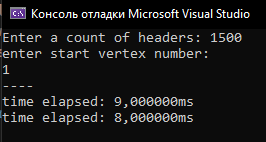 Консоль отладки Microsoft Visual Studio
Enter a count of headers: 1500
enter start vertex number:
1
----
time elapsed: 9,000000ms
time elapsed: 8,000000ms